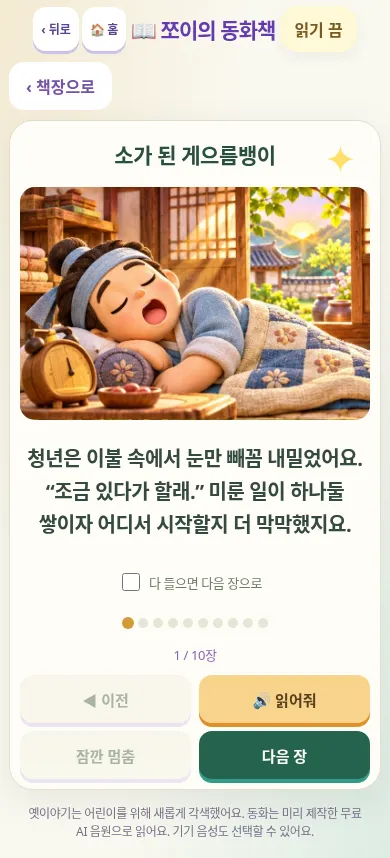 ‹ 뒤로
🏠 홈
📖 쪼이의 동화책
읽기 끔
‹ 책장으로
소가 된 게으름뱅이
청년은 이불 속에서 눈만 빼꼼 내밀었어요.
“조금 있다가 할래.” 미룬 일이 하나둘
쌓이자 어디서 시작할지 더 막막했지요.
다 들으면 다음 장으로
1 / 10장
◀ 이전
🔊 읽어줘
잠깐 멈춤
다음 장
옛이야기는 어린이를 위해 새롭게 각색했어요. 동화는 미리 제작한 무료
AI 음원으로 읽어요. 기기 음성도 선택할 수 있어요.